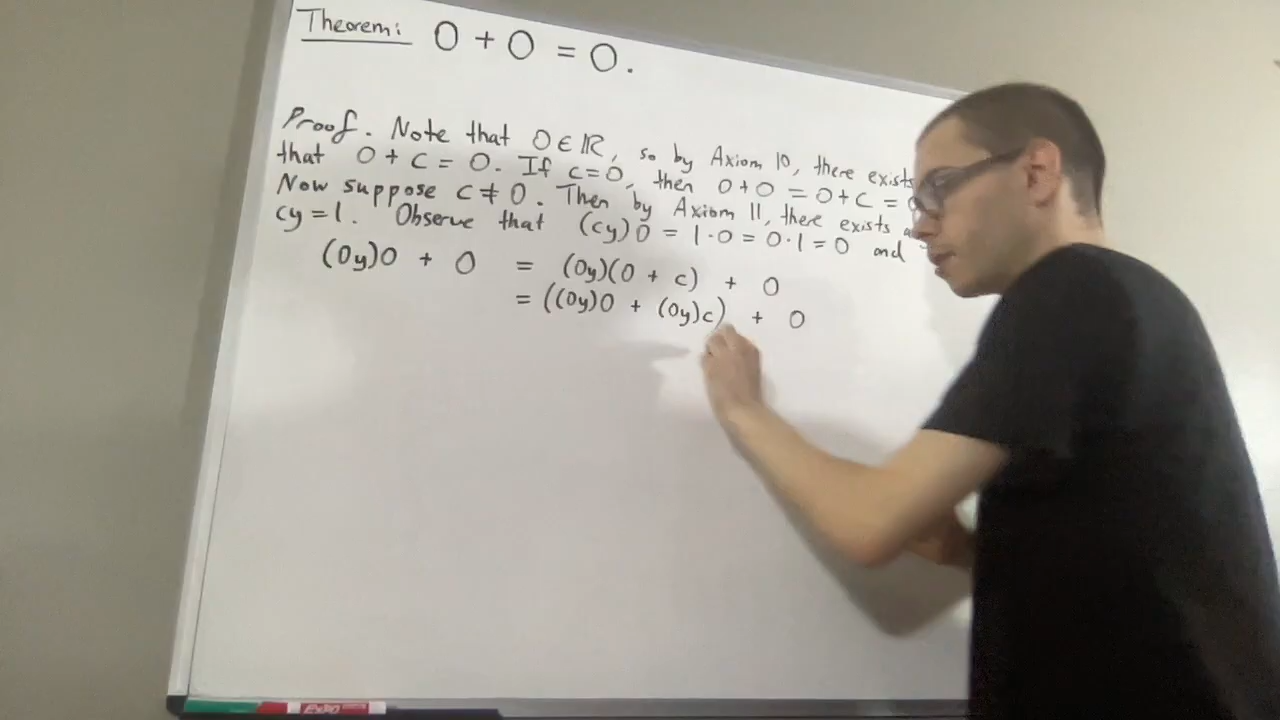 Theorem: 0 + 0 = 0.
Proof. Note that 0 ∈ ℝ, so by Axiom 10, there exists
that 0 + c = 0. If c = 0, then 0 + 0 = 0 + c =
Now suppose c ≠ 0. Then by Axiom 11, there exists
cy = 1. Observe that (cy)0 = 1·0 = 0·1 = 0 and
(0y)0 + 0 = (0y)(0 + c) + 0
= ((0y)0 + (0y)c) + 0
EXPO